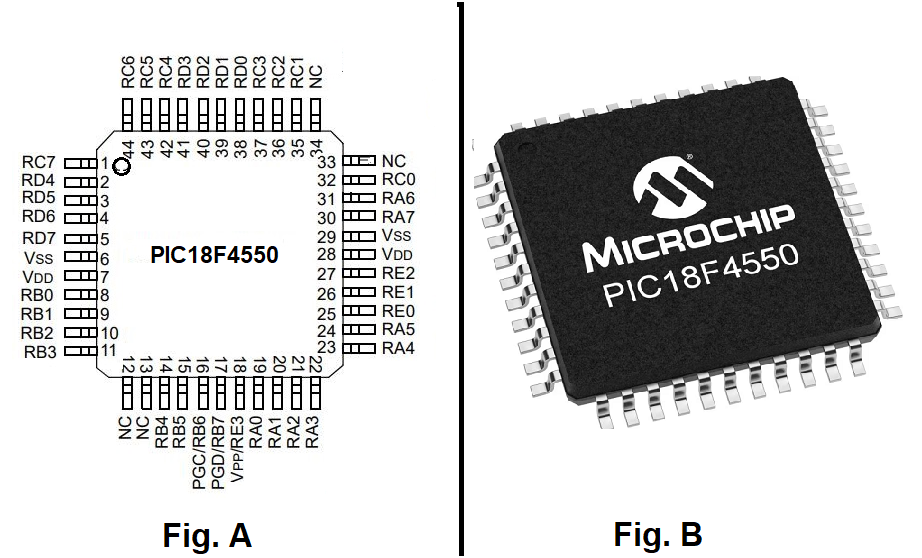 RC6
RC5
RC4
RD3
RD2
RD1
RD0
RC3
RC2
RC1
NC
44
43
42
41
40
39
38
37
36
35
34
RC7 1
RD4 2
RD5 3
RD6 4
RD7 5
VSS 6
VDD 7
RB0 8
RB1 9
RB2 10
RB3 11
PIC18F4550
33 NC
32 RC0
31 RA6
30 RA7
29 VSS
28 VDD
27 RE2
26 RE1
25 RE0
24 RA5
23 RA4
12
13
14
15
16
17
18
19
20
21
22
NC
NC
RB4
RB5
PGC/RB6
PGD/RB7
VPP/RE3
RA0
RA1
RA2
RA3
Fig. A
MICROCHIP
PIC18F4550
Fig. B